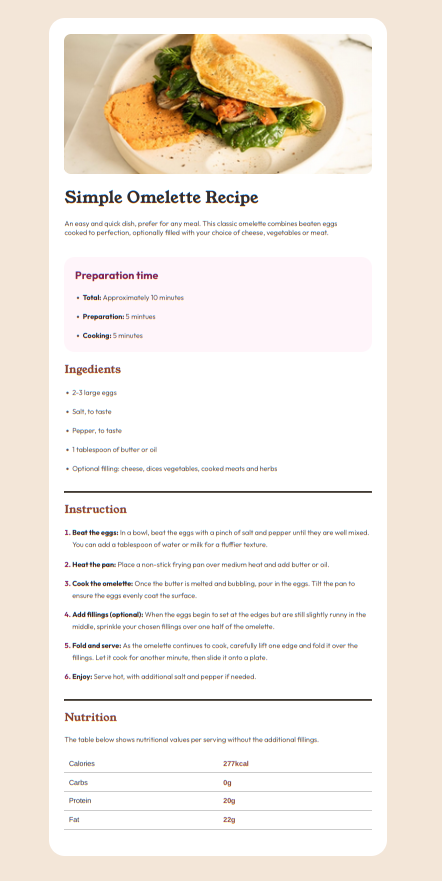 Simple Omelette Recipe
An easy and quick dish, prefer for any meal. This classic omelette combines beaten eggs
cooked to perfection, optionally filled with your choice of cheese, vegetables or meat.
Preparation time
• Total: Approximately 10 minutes
• Preparation: 5 mintues
• Cooking: 5 minutes
Ingedients
• 2-3 large eggs
• Salt, to taste
• Pepper, to taste
• 1 tablespoon of butter or oil
• Optional filling: cheese, dices vegetables, cooked meats and herbs
Instruction
1. Beat the eggs: In a bowl, beat the eggs with a pinch of salt and pepper until they are well mixed.
You can add a tablespoon of water or milk for a fluffier texture.
2. Heat the pan: Place a non-stick frying pan over medium heat and add butter or oil.
3. Cook the omelette: Once the butter is melted and bubbling, pour in the eggs. Tilt the pan to
ensure the eggs evenly coat the surface.
4. Add fillings (optional): When the eggs begin to set at the edges but are still slightly runny in the
middle, sprinkle your chosen fillings over one half of the omelette.
5. Fold and serve: As the omelette continues to cook, carefully lift one edge and fold it over the
fillings. Let it cook for another minute, then slide it onto a plate.
6. Enjoy: Serve hot, with additional salt and pepper if needed.
Nutrition
The table below shows nutritional values per serving without the additional fillings.
Calories 277kcal
Carbs 0g
Protein 20g
Fat 22g